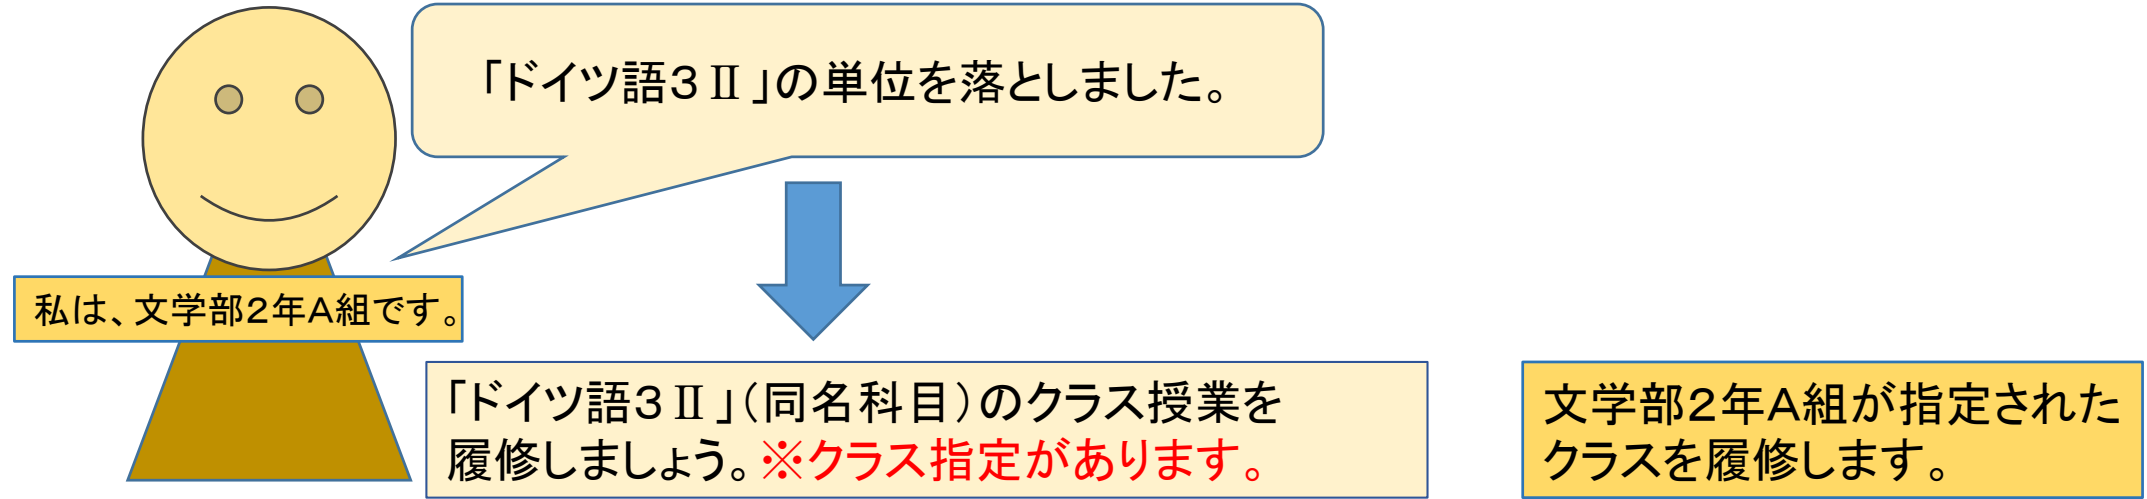 「ドイツ語３Ⅱ」の単位を落としました。
私は、文学部２年Ａ組です。
「ドイツ語３Ⅱ」（同名科目）のクラス授業を
履修しましょう。※クラス指定があります。
文学部２年Ａ組が指定された
クラスを履修します。